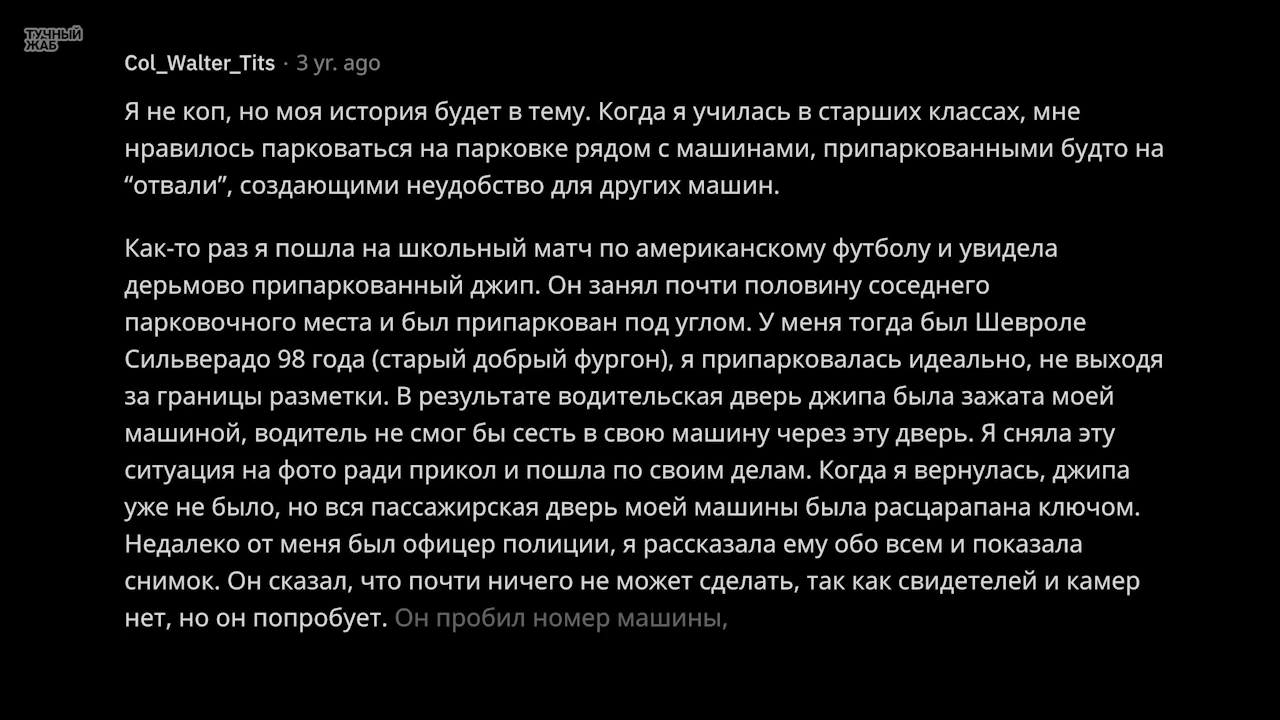 ТУЧНЫЙ
ЖАБ
Col_Walter_Tits · 3 yr. ago
Я не коп, но моя история будет в тему. Когда я училась в старших классах, мне
нравилось парковаться на парковке рядом с машинами, припаркованными будто на
“отвали”, создающими неудобство для других машин.
Как-то раз я пошла на школьный матч по американскому футболу и увидела
дерьмово припаркованный джип. Он занял почти половину соседнего
парковочного места и был припаркован под углом. У меня тогда был Шевроле
Сильверадо 98 года (старый добрый фургон), я припарковалась идеально, не выходя
за границы разметки. В результате водительская дверь джипа была зажата моей
машиной, водитель не смог бы сесть в свою машину через эту дверь. Я сняла эту
ситуация на фото ради прикол и пошла по своим делам. Когда я вернулась, джипа
уже не было, но вся пассажирская дверь моей машины была расцарапана ключом.
Недалеко от меня был офицер полиции, я рассказала ему обо всем и показала
снимок. Он сказал, что почти ничего не может сделать, так как свидетелей и камер
нет, но он попробует. Он пробил номер машины,